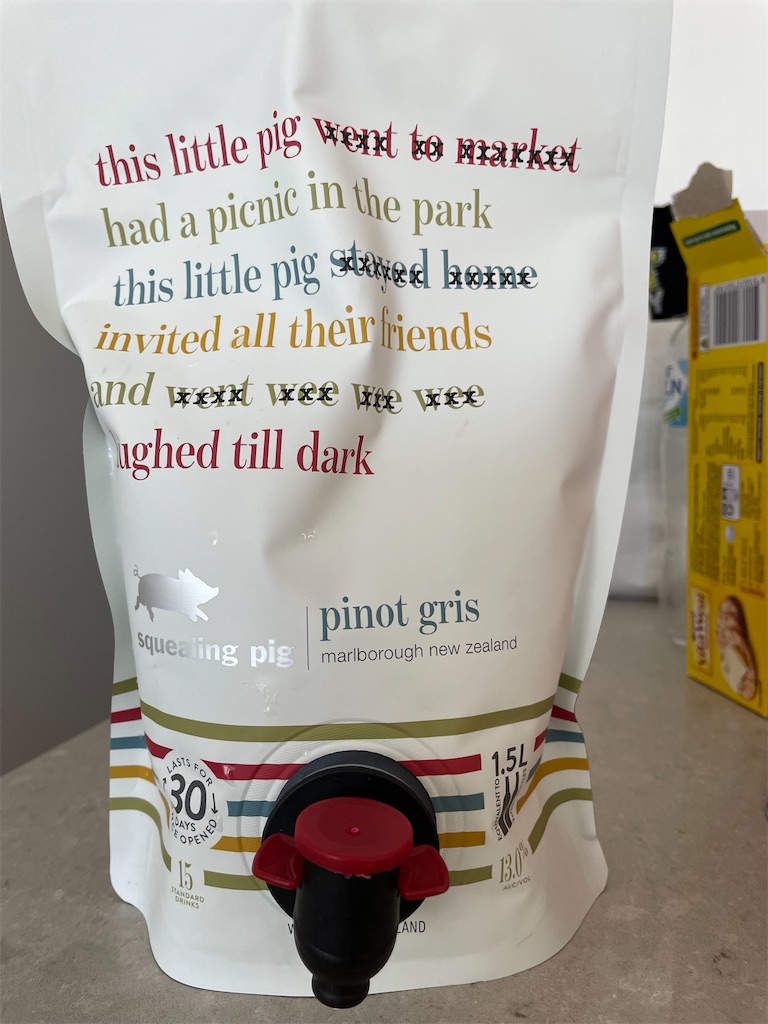 this little pig went to market
had a picnic in the park
this little pig stayed home
invited all their friends
and went wee wee wee
ughed till dark
squealing pig
pinot gris
marlborough new zealand
LASTS FOR
30
DAYS
OPENED
15
STANDARD
DRINKS
1.5L
EQUIVALENT TO
13.0%
ALC/VOL
LAND